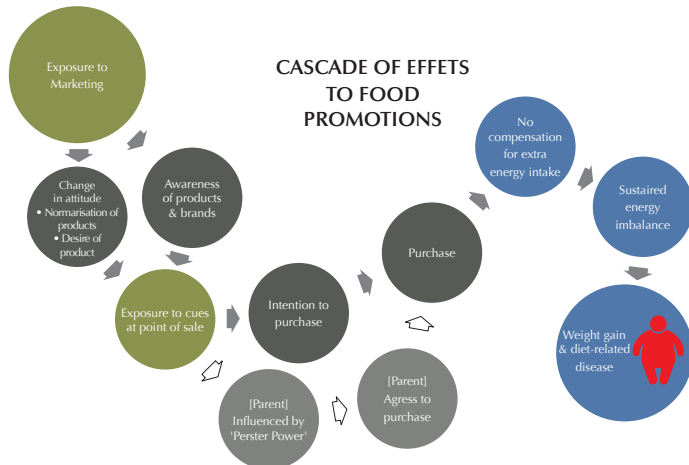 CASCADE OF EFFETS
TO FOOD
PROMOTIONS
Exposure to
Marketing
Change
in attitude
• Normarisation of
products
• Desire of
product
Awareness
of products
& brands
Exposure to cues
at point of sale
Intention to
purchase
[Parent]
Influenced by
'Perster Power'
[Parent]
Agress to
purchase
Purchase
No
compensation
for extra
energy intake
Sustaired
energy
imbalance
Weight gain
& diet-related
disease